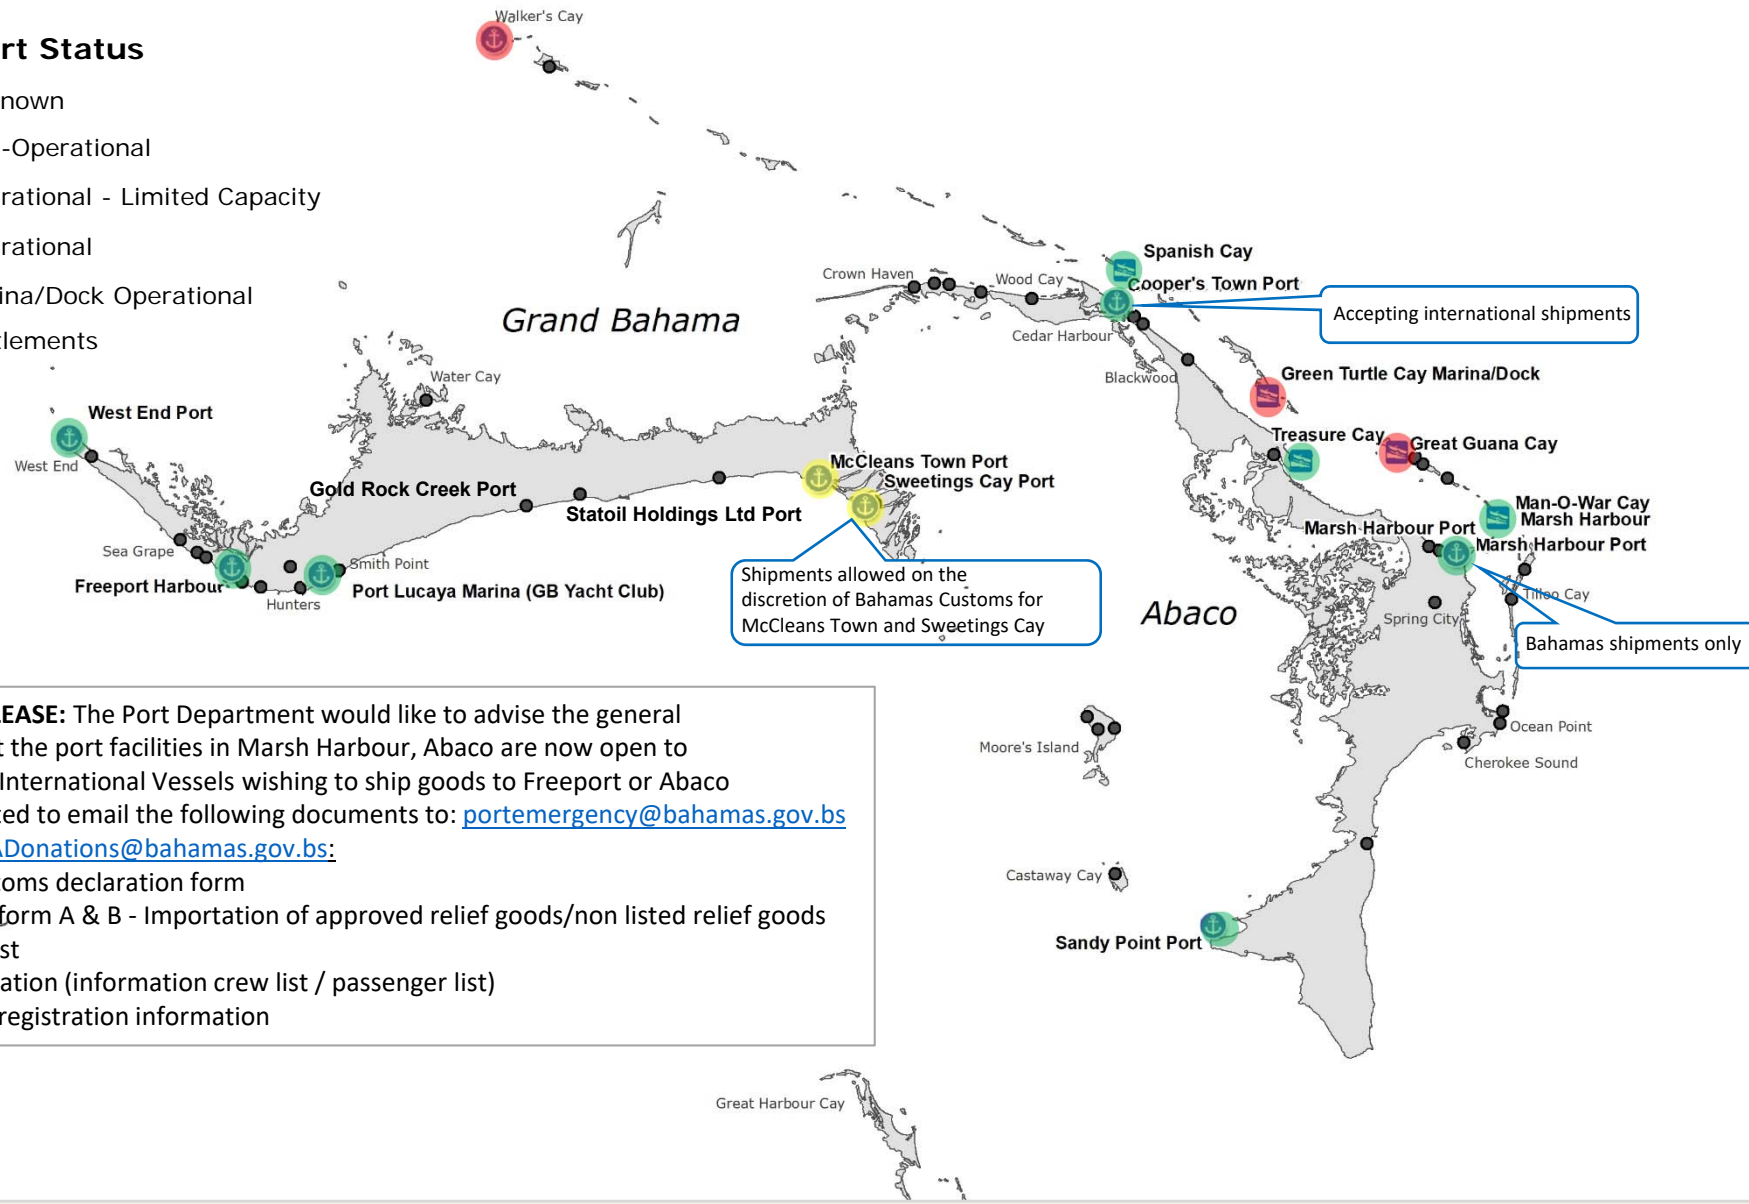 rt Status
nown
-Operational
rational - Limited Capacity
rational
ina/Dock Operational
tlements
Walker's Cay
Grand Bahama
Crown Haven
Wood Cay
Spanish Cay
Cooper's Town Port
Accepting international shipments
Cedar Harbour
Blackwood
Green Turtle Cay Marina/Dock
Water Cay
West End Port
West End
Treasure Cay
Great Guana Cay
McCleans Town Port
Sweetings Cay Port
Gold Rock Creek Port
Statoil Holdings Ltd Port
Man-O-War Cay
Marsh Harbour
Marsh Harbour Port
Marsh Harbour Port
Sea Grape
Smith Point
Freeport Harbour
Hunters
Port Lucaya Marina (GB Yacht Club)
Shipments allowed on the
discretion of Bahamas Customs for
McCleans Town and Sweetings Cay
Abaco
Tilloo Cay
Spring City
Bahamas shipments only
LEASE: The Port Department would like to advise the general
t the port facilities in Marsh Harbour, Abaco are now open to
International Vessels wishing to ship goods to Freeport or Abaco
ted to email the following documents to: portemergency@bahamas.gov.bs
ADonations@bahamas.gov.bs:
toms declaration form
form A & B - Importation of approved relief goods/non listed relief goods
st
ation (information crew list / passenger list)
registration information
Moore's Island
Ocean Point
Cherokee Sound
Castaway Cay
Sandy Point Port
Great Harbour Cay